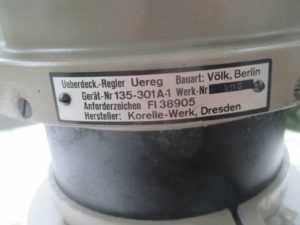 Ueberdeck.-Regler Uereg Bauart: Völk, Berlin
Gerät-Nr 135-301A-1 Werk-Nr
Anforderzeichen Fl 38905
Hersteller: Korelle-Werk, Dresden